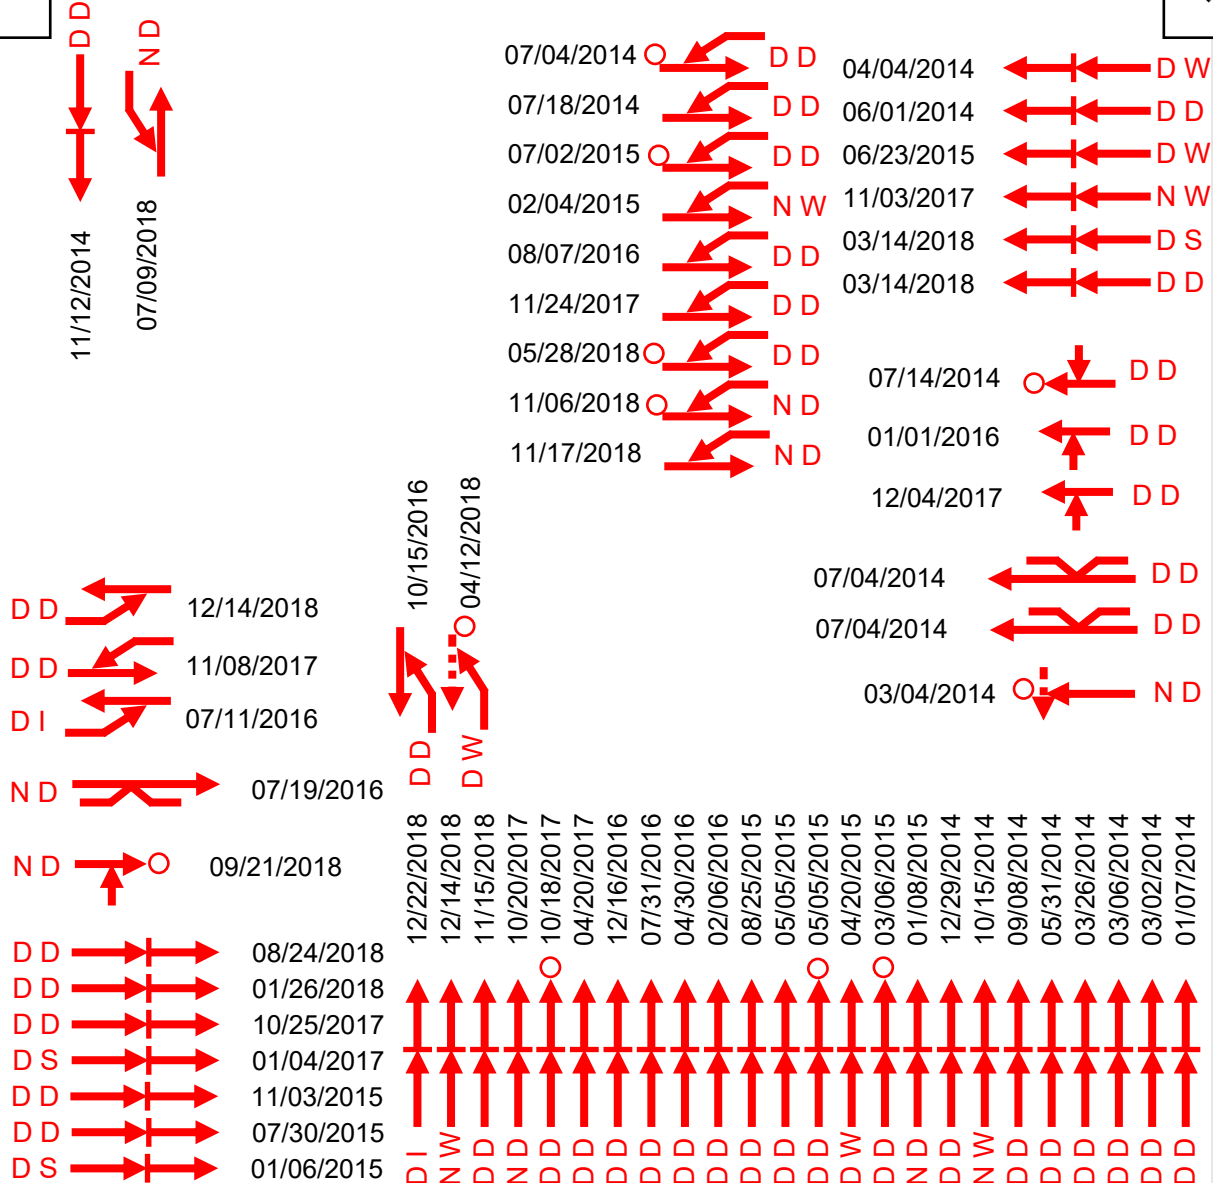 D D
11/12/2014
N D
07/09/2018
07/04/2014 D D
07/18/2014 D D
07/02/2015 D D
02/04/2015 N W
08/07/2016 D D
11/24/2017 D D
05/28/2018 D D
11/06/2018 N D
11/17/2018 N D
04/04/2014 D W
06/01/2014 D D
06/23/2015 D W
11/03/2017 N W
03/14/2018 D S
03/14/2018 D D
07/14/2014 D D
01/01/2016 D D
12/04/2017 D D
07/04/2014 D D
07/04/2014 D D
03/04/2014 N D
10/15/2016
D D
04/12/2018
D W
D D 12/14/2018
D D 11/08/2017
D I 07/11/2016
N D 07/19/2016
N D 09/21/2018
D D 08/24/2018
D D 01/26/2018
D D 10/25/2017
D S 01/04/2017
D D 11/03/2015
D D 07/30/2015
D S 01/06/2015
12/22/2018
D I
12/14/2018
N W
11/15/2018
D D
10/20/2017
N D
10/18/2017
D D
04/20/2017
D D
12/16/2016
D D
07/31/2016
D D
04/30/2016
D D
02/06/2016
D D
08/25/2015
D D
05/05/2015
D D
05/05/2015
D D
04/20/2015
D W
03/06/2015
D D
01/08/2015
N D
12/29/2014
D D
10/15/2014
N W
09/08/2014
D D
05/31/2014
D D
03/26/2014
D D
03/06/2014
D D
03/02/2014
D D
01/07/2014
D D